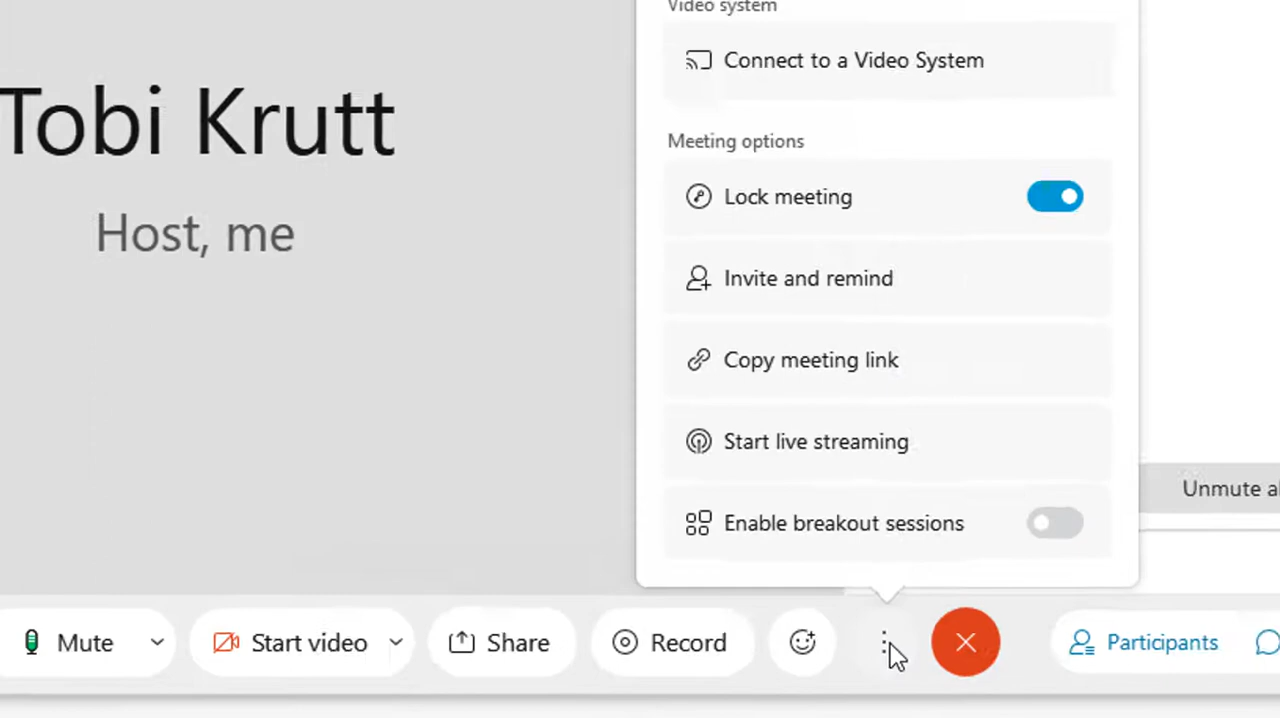 Video system
Connect to a Video System
Tobi Krutt
Meeting options
Lock meeting
Host, me
Invite and remind
Copy meeting link
Start live streaming
Unmute
Enable breakout sessions
Mute
Start video
Share
Record
Participants